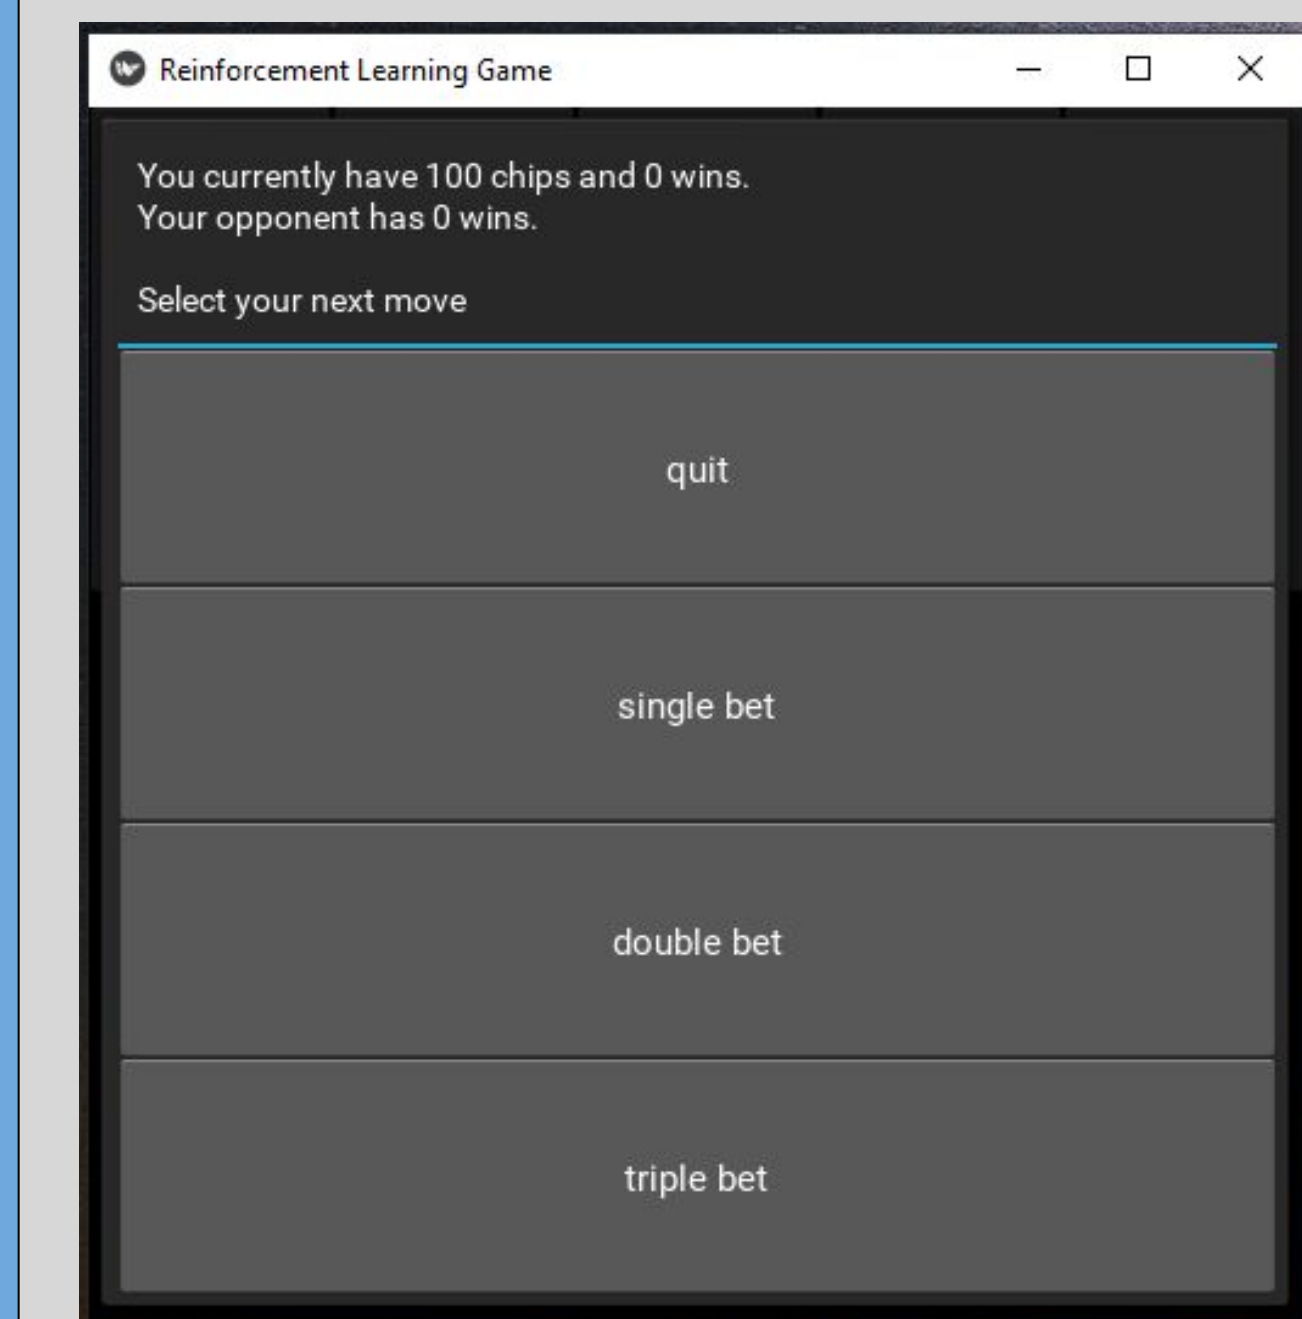 Reinforcement Learning Game
You currently have 100 chips and 0 wins.
Your opponent has 0 wins.
Select your next move
quit
single bet
double bet
triple bet